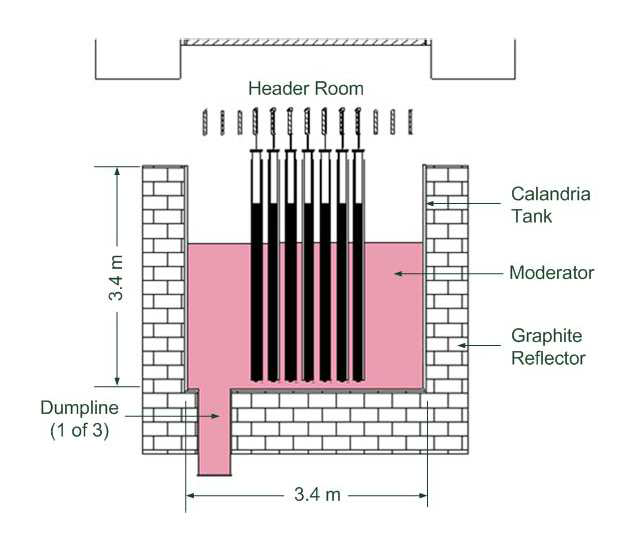 Header Room
Calandria
Tank
3.4 m
Moderator
Graphite
Reflector
Dumpline
(1 of 3)
3.4 m